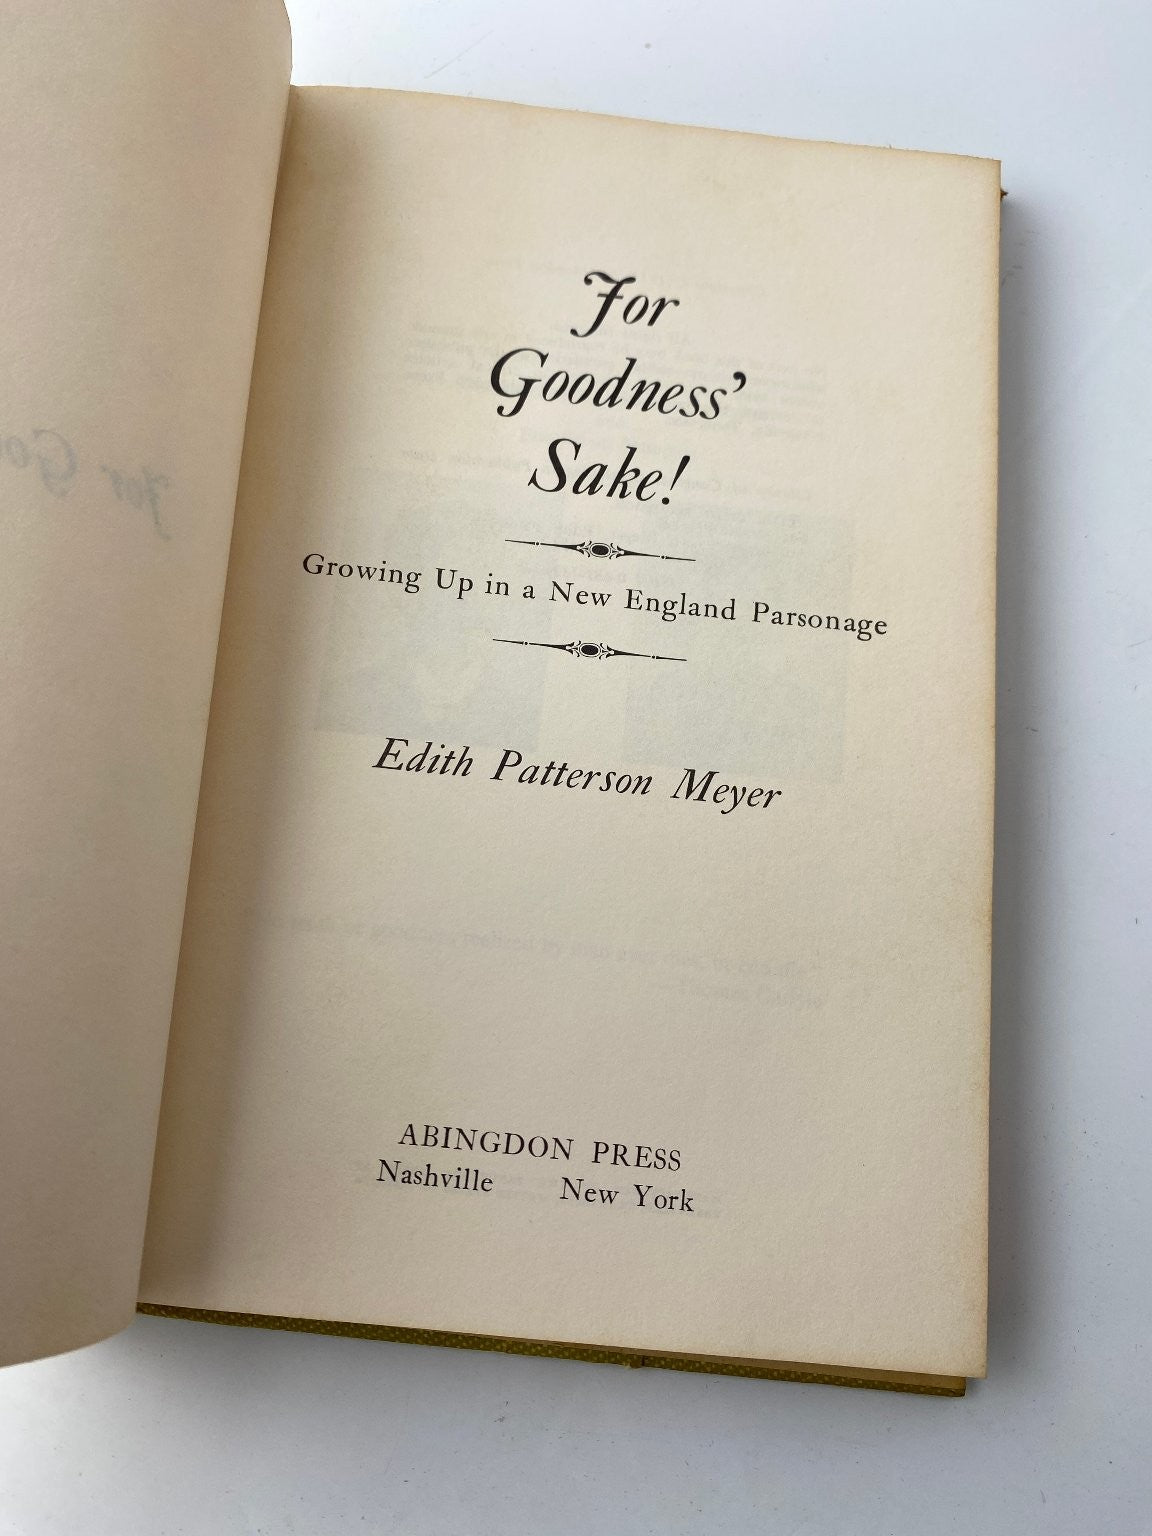 For
Goodness'
Sake!
Growing Up in a New England Parsonage
Edith Patterson Meyer
ABINGDON PRESS
Nashville New York